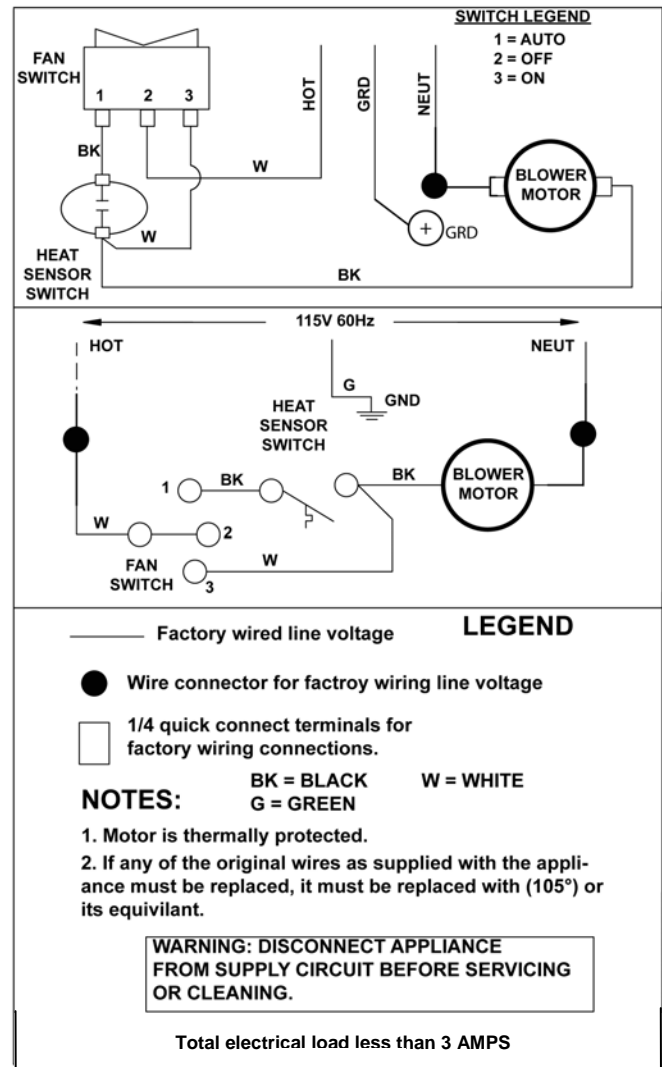 SWITCH LEGEND
1 = AUTO
2 = OFF
3 = ON
FAN
SWITCH
1 2 3
HOT
GRD
NEUT
BK
W
BLOWER
MOTOR
GRD
W
HEAT
SENSOR
SWITCH
BK
115V 60Hz
HOT
NEUT
G
GND
HEAT
SENSOR
SWITCH
1
BK
BK
BLOWER
MOTOR
W
2
FAN
SWITCH
W
3
Factory wired line voltage
LEGEND
Wire connector for factroy wiring line voltage
1/4 quick connect terminals for
factory wiring connections.
BK = BLACK W = WHITE
NOTES:
G = GREEN
1. Motor is thermally protected.
2. If any of the original wires as supplied with the appli-
ance must be replaced, it must be replaced with (105°) or
its equivilant.
WARNING: DISCONNECT APPLIANCE
FROM SUPPLY CIRCUIT BEFORE SERVICING
OR CLEANING.
Total electrical load less than 3 AMPS